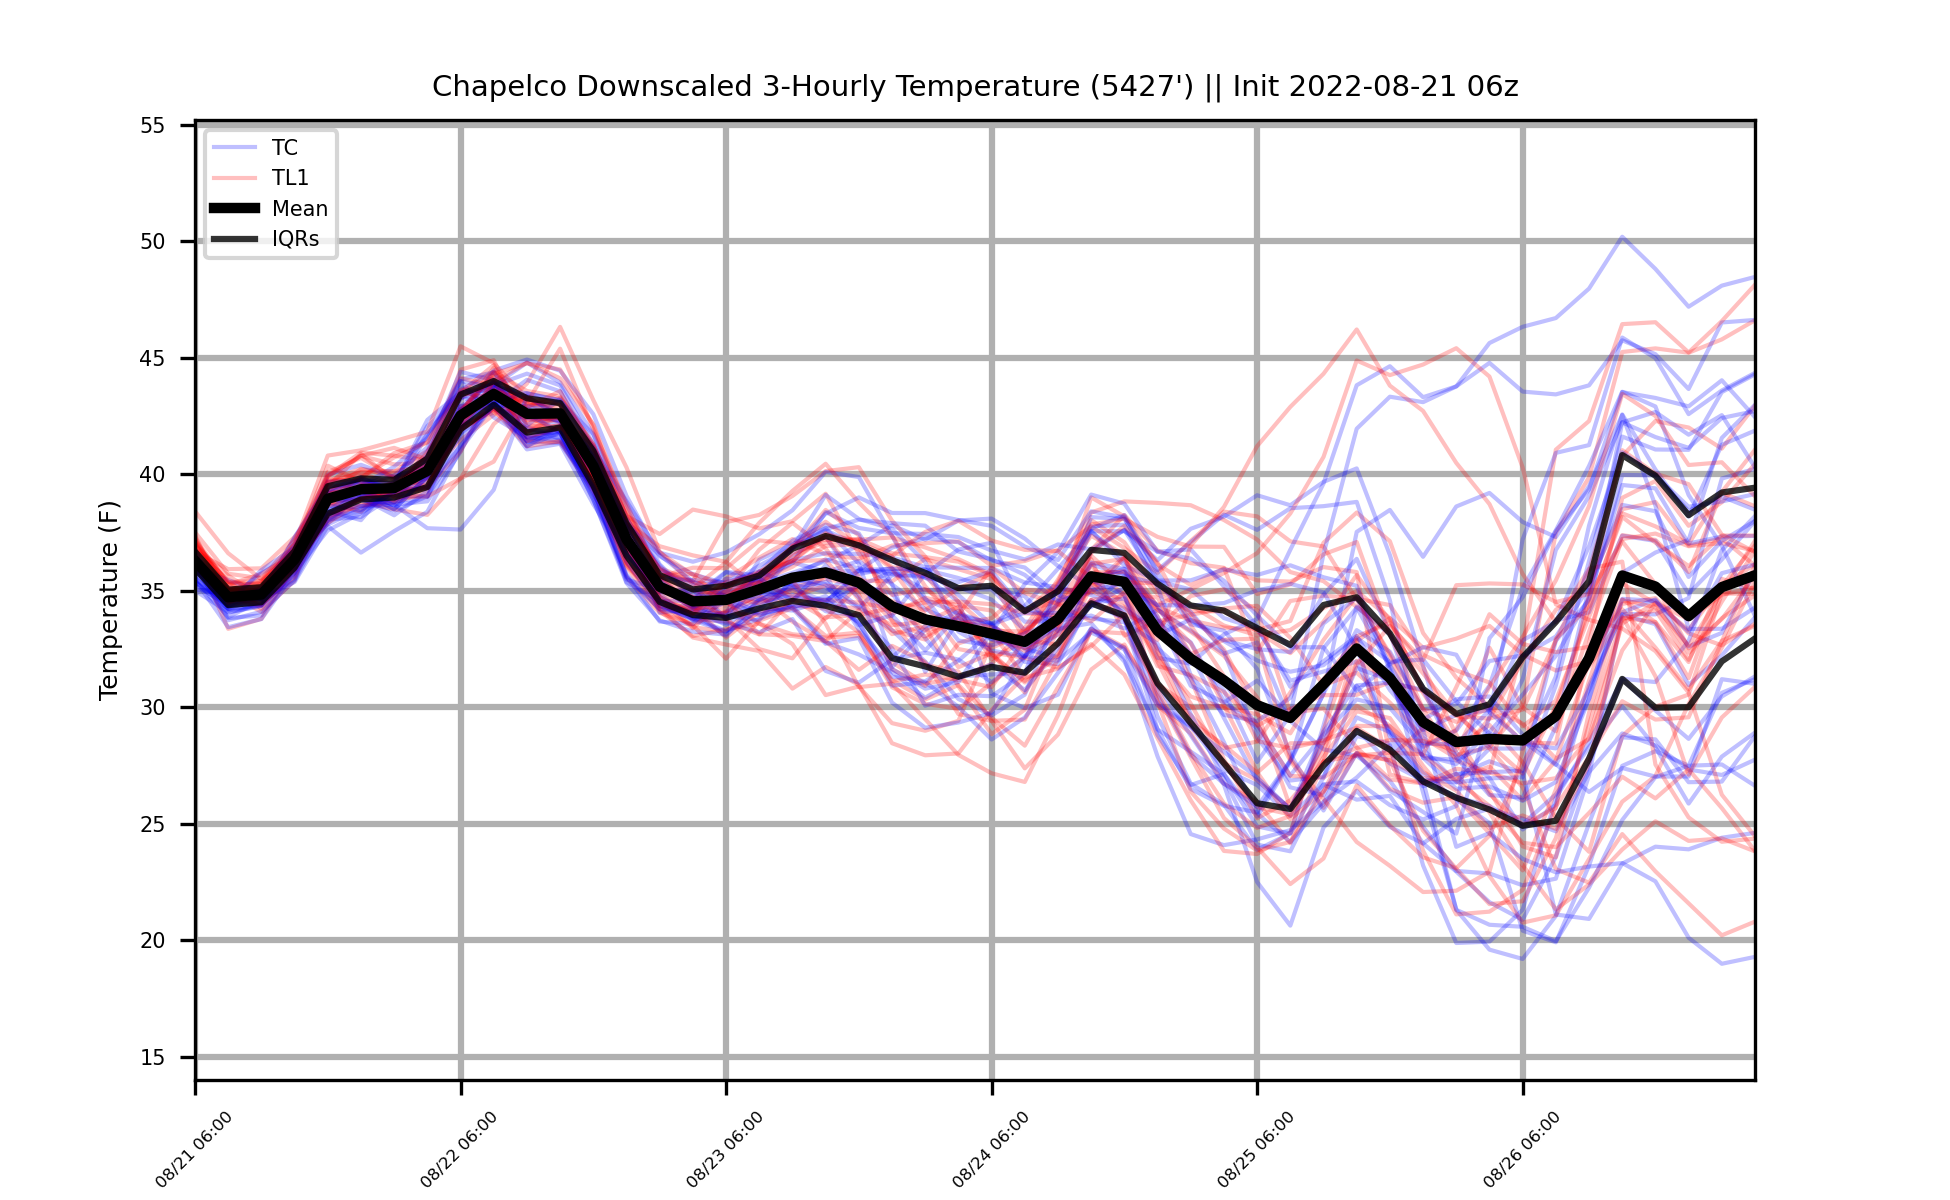 Chapelco Downscaled 3-Hourly Temperature (5427') || Init 2022-08-21 06z
TC
TL1
Mean
IQRs
Temperature (F)
55
50
45
40
35
30
25
20
15
08/21 06:00
08/22 06:00
08/23 06:00
08/24 06:00
08/25 06:00
08/26 06:00